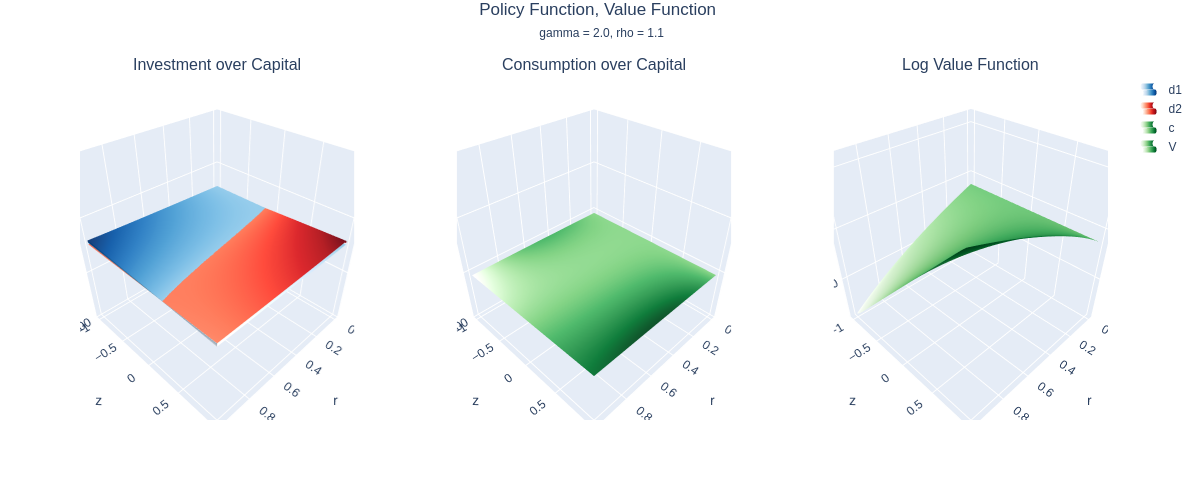 Policy Function, Value Function
gamma = 2.0, rho = 1.1
Investment over Capital
Consumption over Capital
Log Value Function
d1
d2
c
V
−0.5
0
0.5
z
0
0.2
0.4
0.6
0.8
r
−0.5
0
0.5
z
0
0.2
0.4
0.6
0.8
r
0
−1
−0.5
0
0.5
z
0
0.2
0.4
0.6
0.8
r